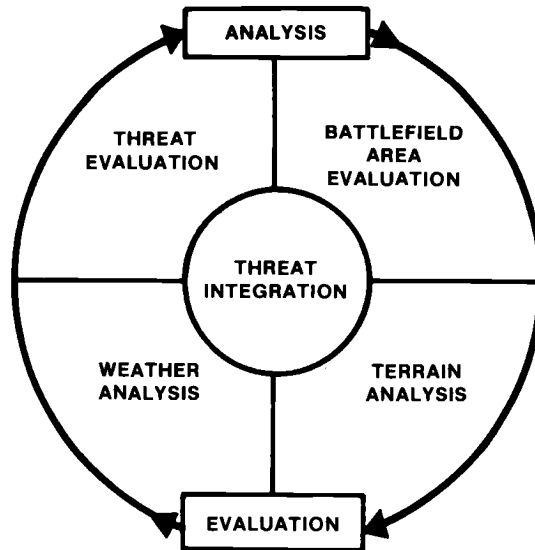 ANALYSIS
THREAT
EVALUATION
BATTLEFIELD
AREA
EVALUATION
THREAT
INTEGRATION
WEATHER
ANALYSIS
TERRAIN
ANALYSIS
EVALUATION